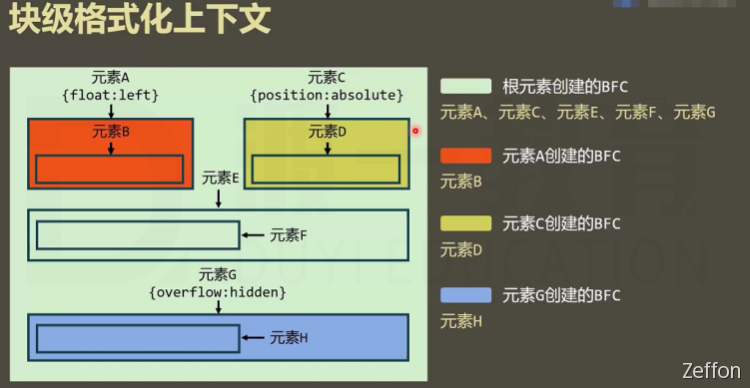 块级格式化上下文
元素A
{float:left}
元素C
{position:absolute}
元素B
元素D
元素E
元素F
元素G
{overflow:hidden}
元素H
根元素创建的BFC
元素A、元素C、元素E、元素F、元素G
元素A创建的BFC
元素B
元素C创建的BFC
元素D
元素G创建的BFC
元素H
DUYI EDUCATION
Zeffon